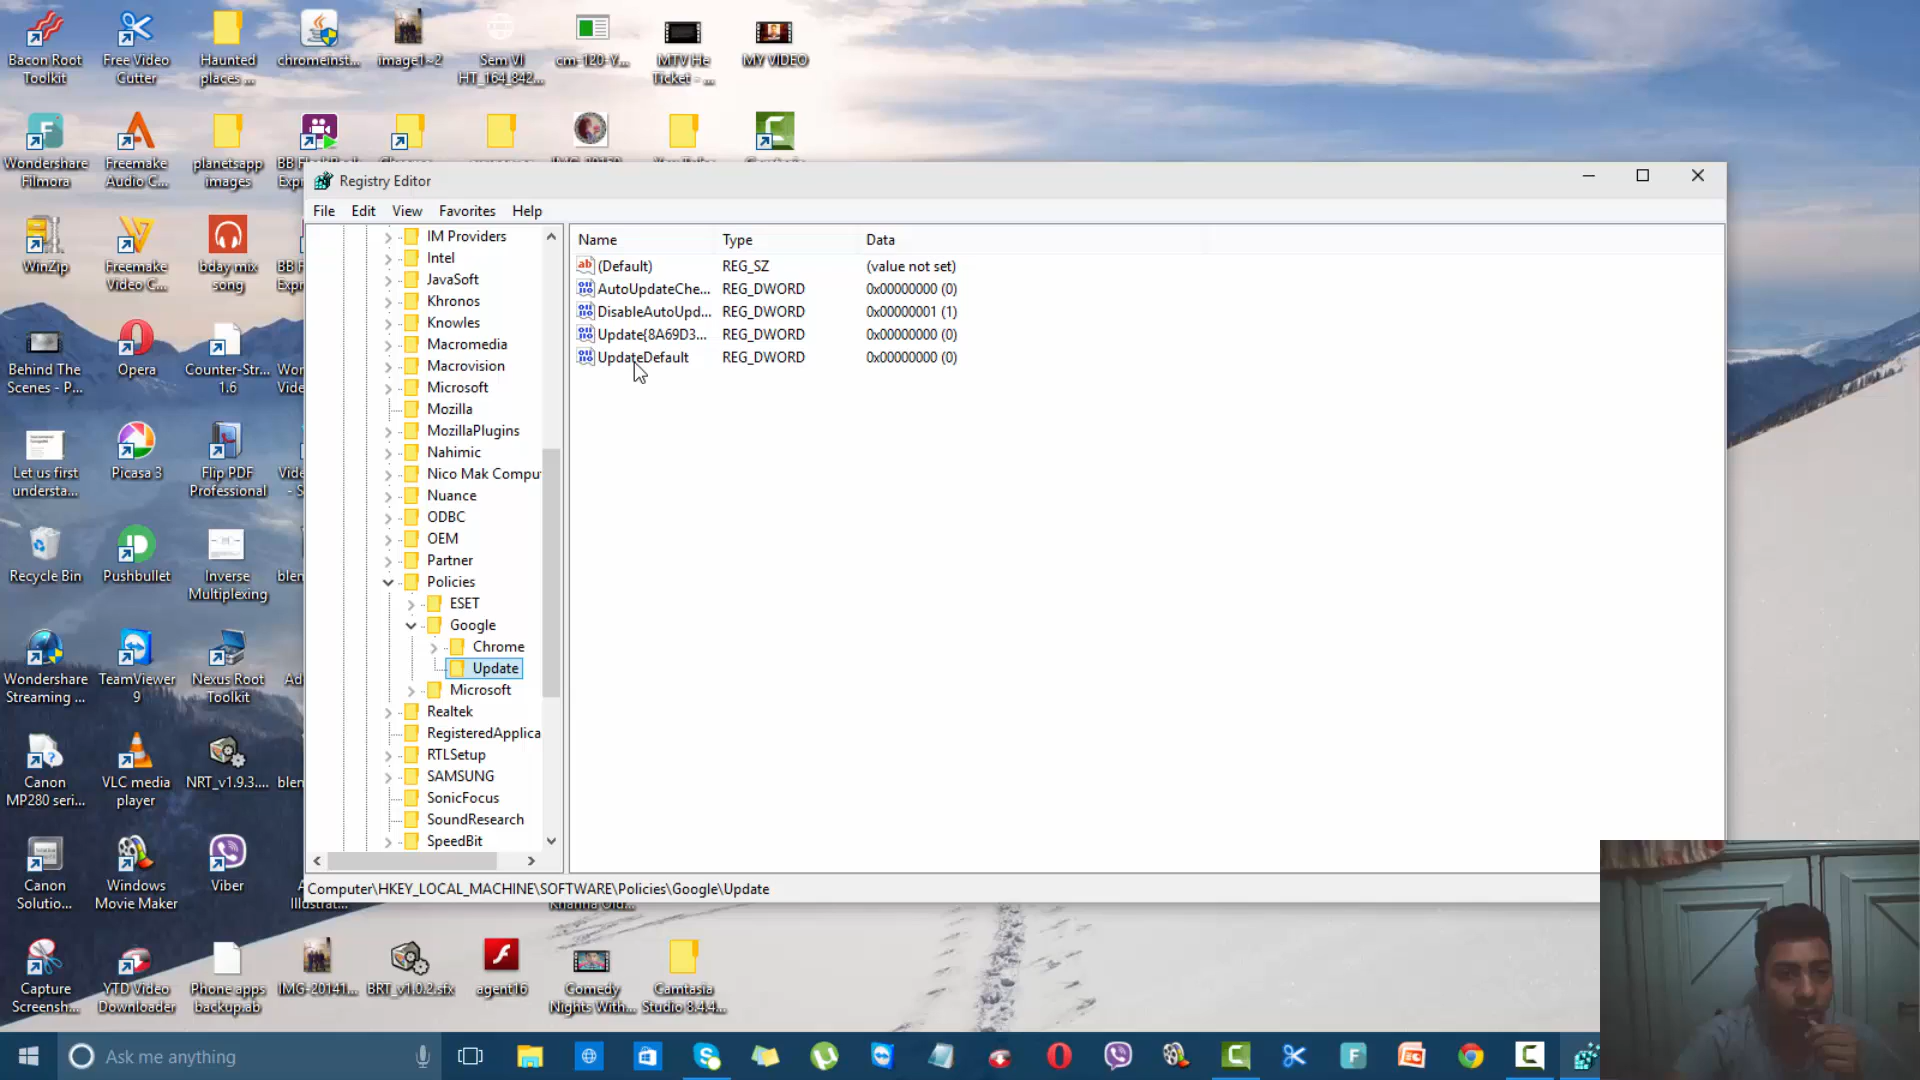 Bacon Root
Toolkit
Free Video
Cutter
Haunted
places ...
chromeinst...
image1~2
Sem VI
HT_164_842...
cm-120-Y...
MTV He
Ticket - ...
MY VIDEO
Wondershare
Filmora
Freemake
Audio C...
planetsapp
images
Registry Editor
File
Edit
View
Favorites
Help
WinZip
Freemake
Video C...
bday mix
song
Behind The
Scenes - P...
Opera
Counter-Str...
1.6
Let us first
understa...
Picasa 3
Flip PDF
Professional
Recycle Bin
Pushbullet
Inverse
Multiplexing
Wondershare
Streaming ...
TeamViewer
9
Nexus Root
Toolkit
Canon
MP280 seri...
VLC media
player
NRT_v1.9.3....
Canon
Solutio...
Windows
Movie Maker
Viber
Capture
Screensh...
YTD Video
Downloader
Phone apps
backup.ab
IMG-20141...
BRT_v1.0.2.sfx
agent16
Comedy
Nights With...
Camtasia
Studio 8.4.4...
IM Providers
Intel
JavaSoft
Khronos
Knowles
Macromedia
Macrovision
Microsoft
Mozilla
MozillaPlugins
Nahimic
Nico Mak Compu
Nuance
ODBC
OEM
Partner
Policies
ESET
Google
Chrome
Update
Microsoft
Realtek
RegisteredApplica
RTLSetup
SAMSUNG
SonicFocus
SoundResearch
SpeedBit
Name Type Data
(Default) REG_SZ (value not set)
AutoUpdateChe... REG_DWORD 0x00000000 (0)
DisableAutoUpd... REG_DWORD 0x00000001 (1)
Update{8A69D3... REG_DWORD 0x00000000 (0)
UpdateDefault REG_DWORD 0x00000000 (0)
Computer\HKEY_LOCAL_MACHINE\SOFTWARE\Policies\Google\Update
Ask me anything